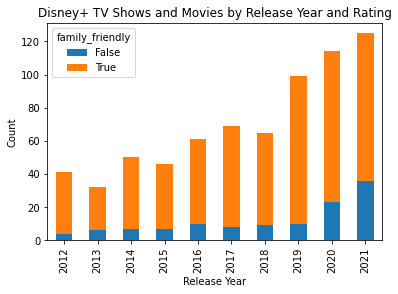 Disney+ TV Shows and Movies by Release Year and Rating
family_friendly
False
True
Count
120
100
80
60
40
20
0
2012 2013 2014 2015 2016 2017 2018 2019 2020 2021
Release Year